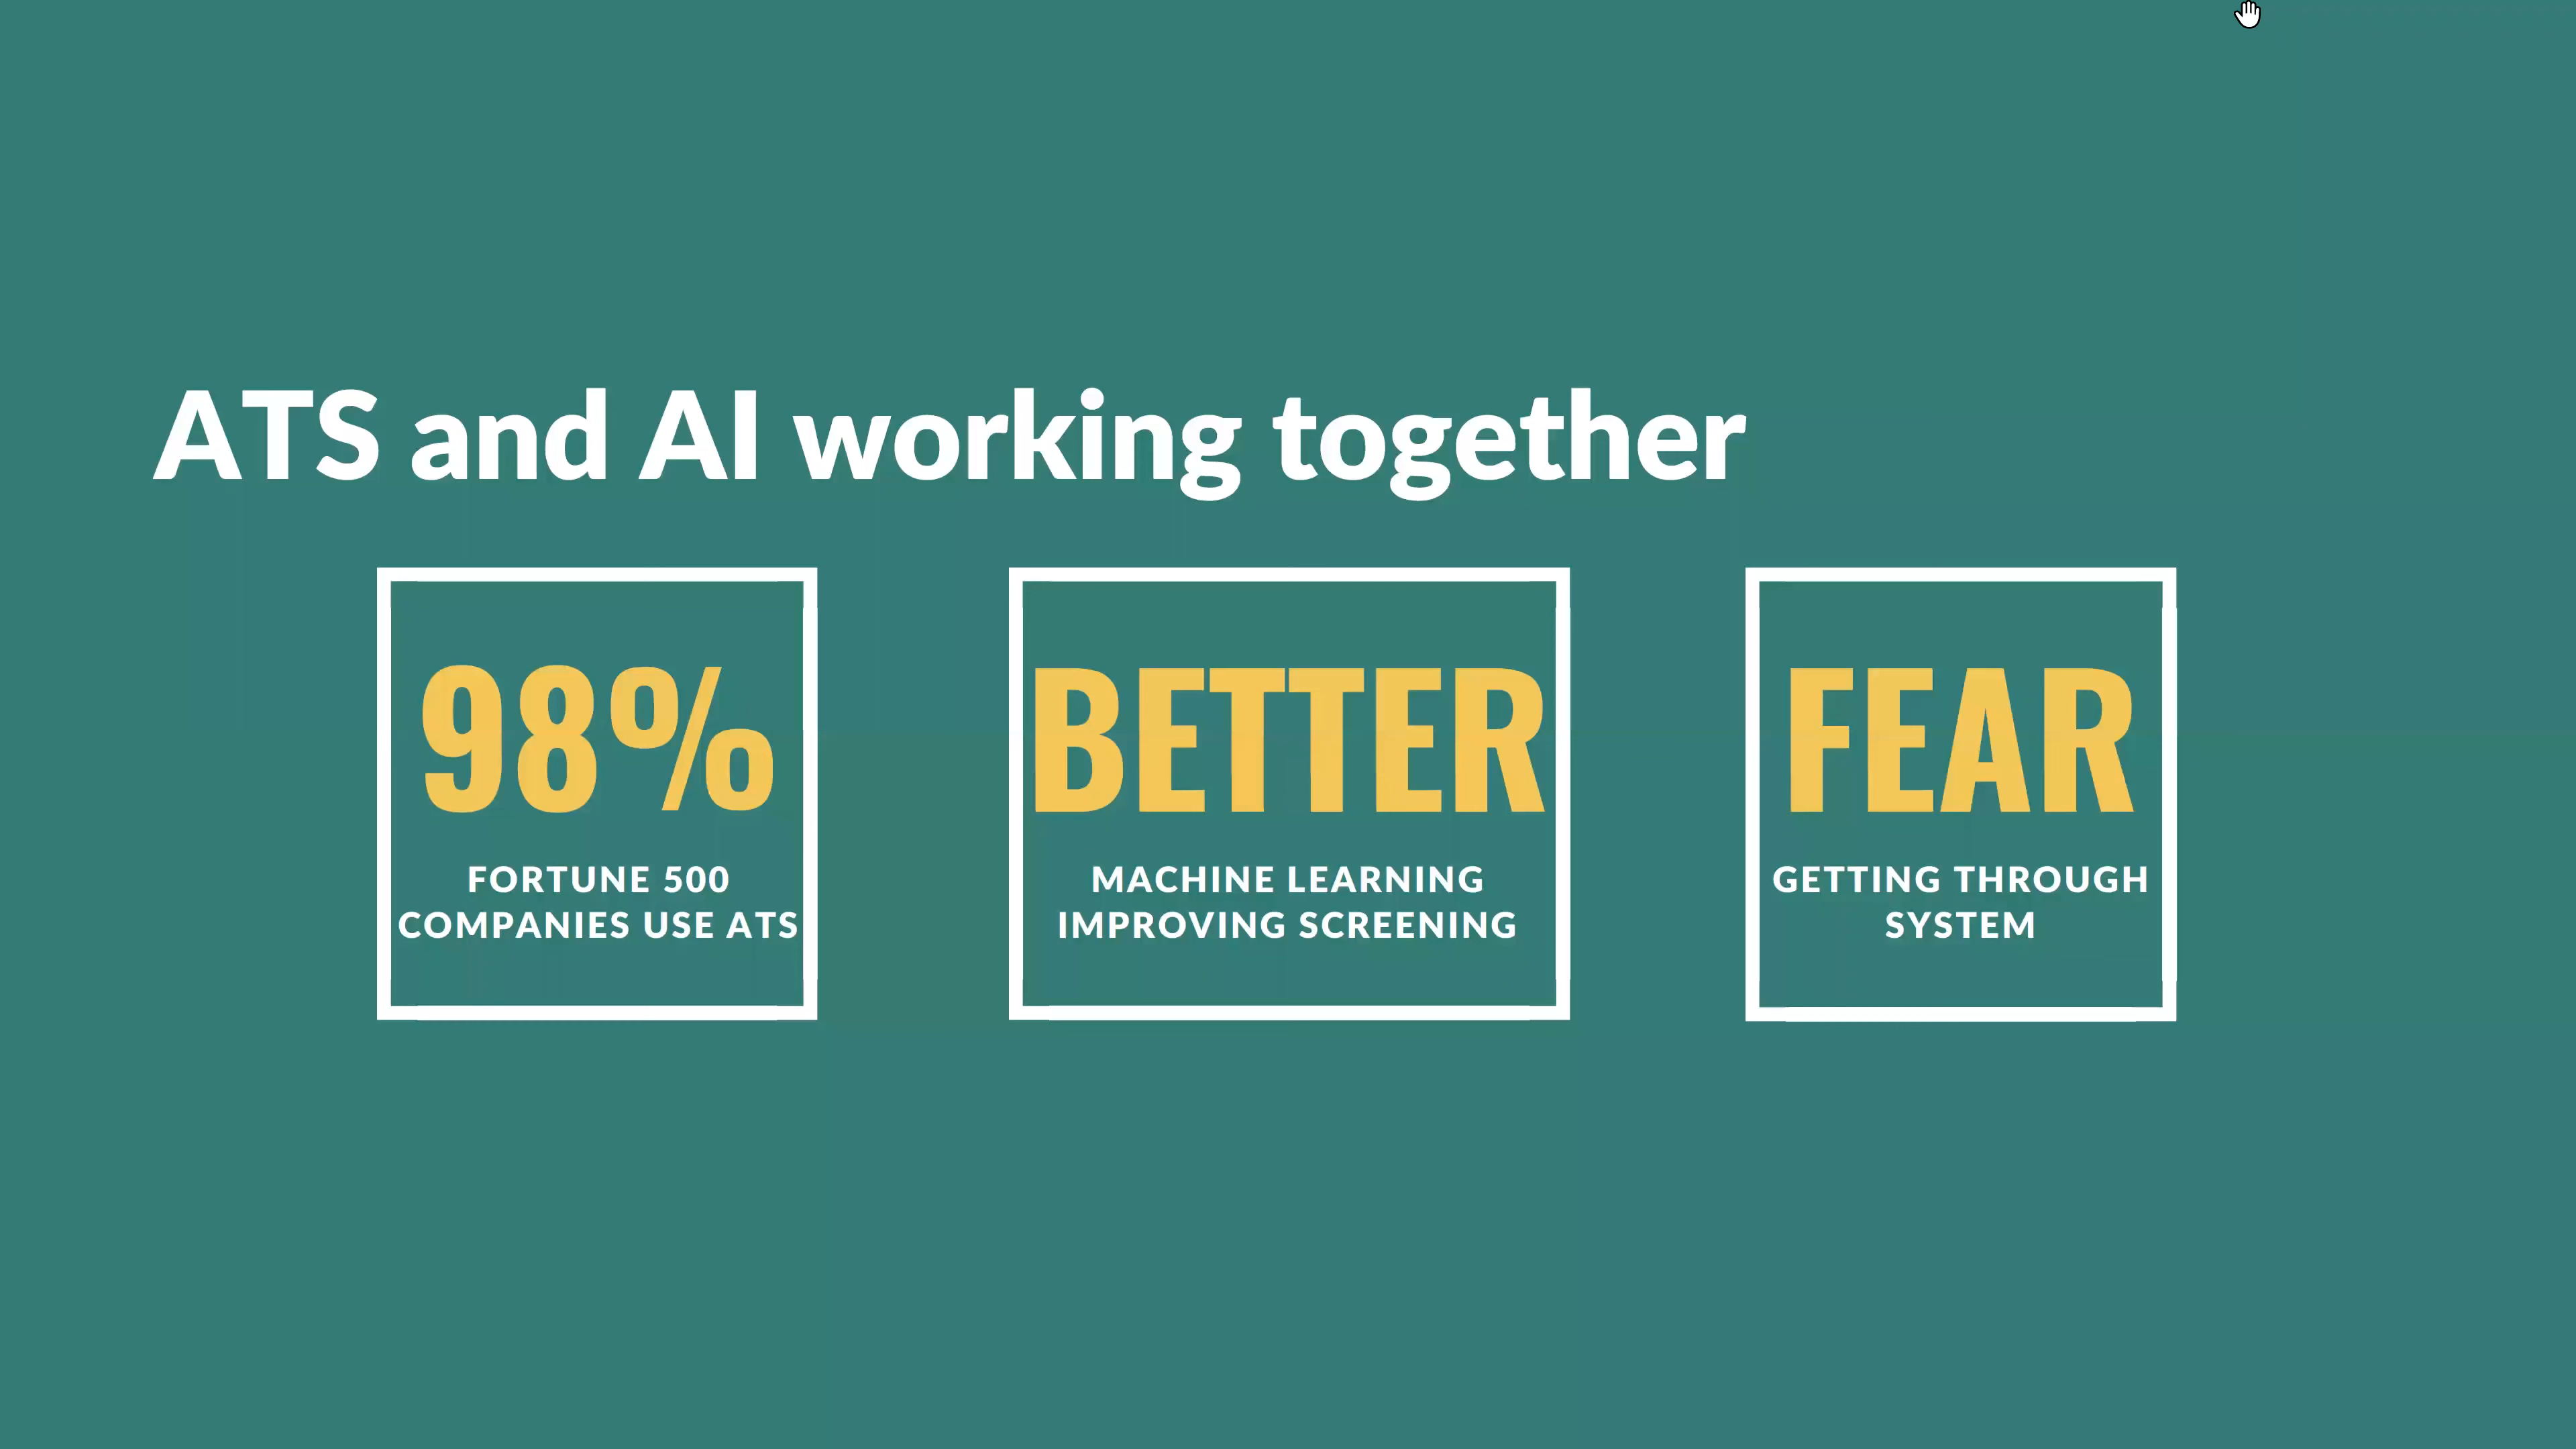 ATS and AI working together
98%
FORTUNE 500
COMPANIES USE ATS
BETTER
MACHINE LEARNING
IMPROVING SCREENING
FEAR
GETTING THROUGH
SYSTEM